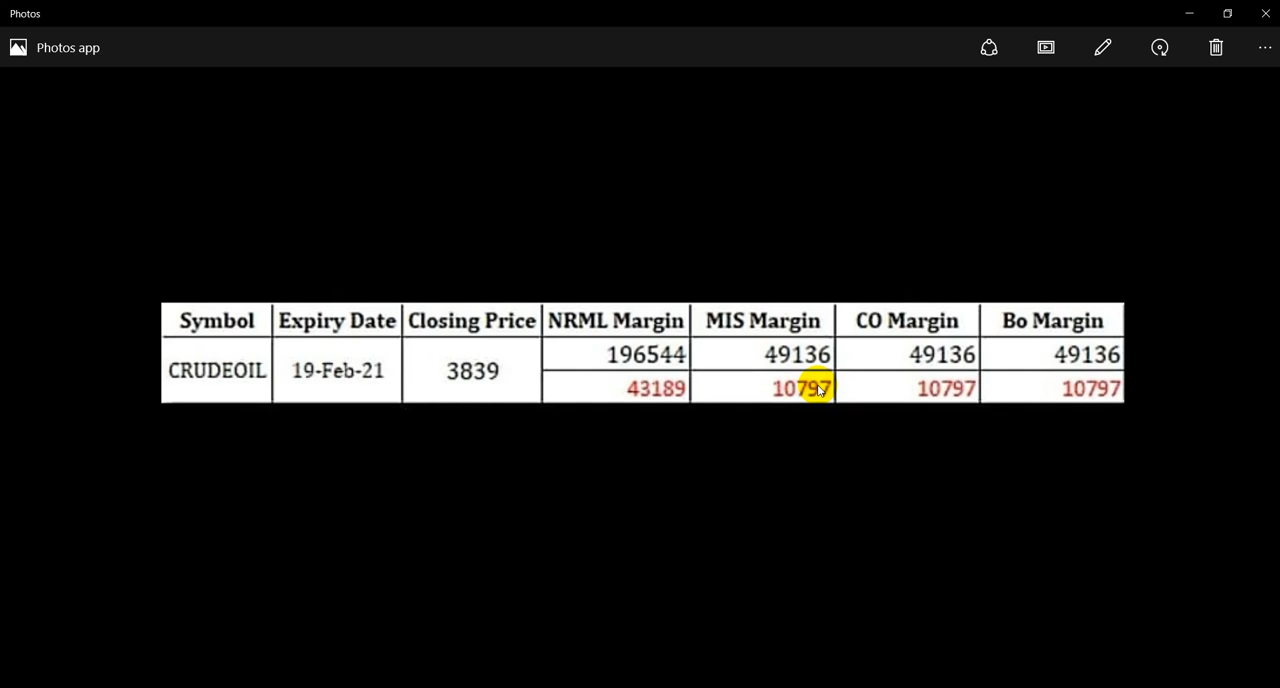 Photos
Photos app
Symbol Expiry Date Closing Price NRML Margin MIS Margin CO Margin Bo Margin
CRUDEOIL 19-Feb-21 3839 196544 49136 49136 49136
43189 10797 10797 10797